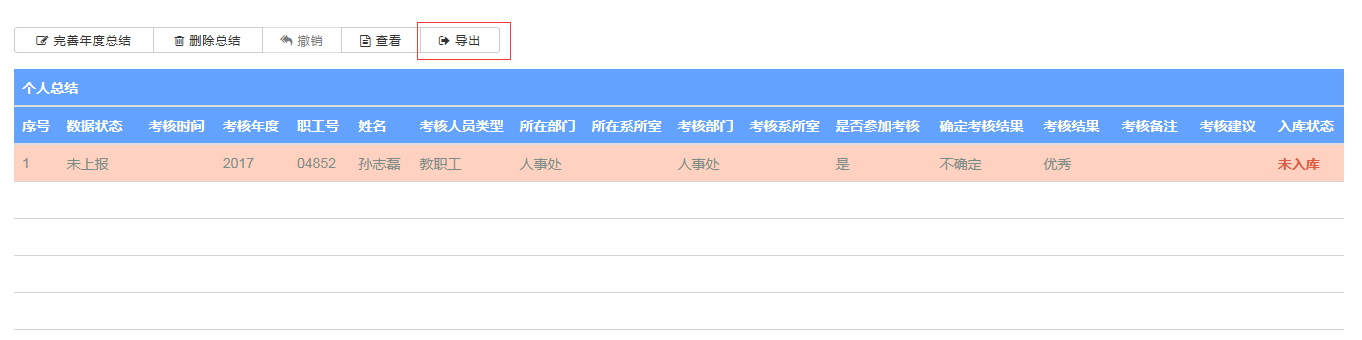 完善年度总结 删除总结 撤销 查看 导出
个人总结
序号 数据状态 考核时间 考核年度 职工号 姓名 考核人员类型 所在部门 所在系所室 考核部门 考核系所室 是否参加考核 确定考核结果 考核结果 考核备注 考核建议 入库状态
1 未上报 2017 04852 孙志磊 教职工 人事处 人事处 是 不确定 优秀 未入库